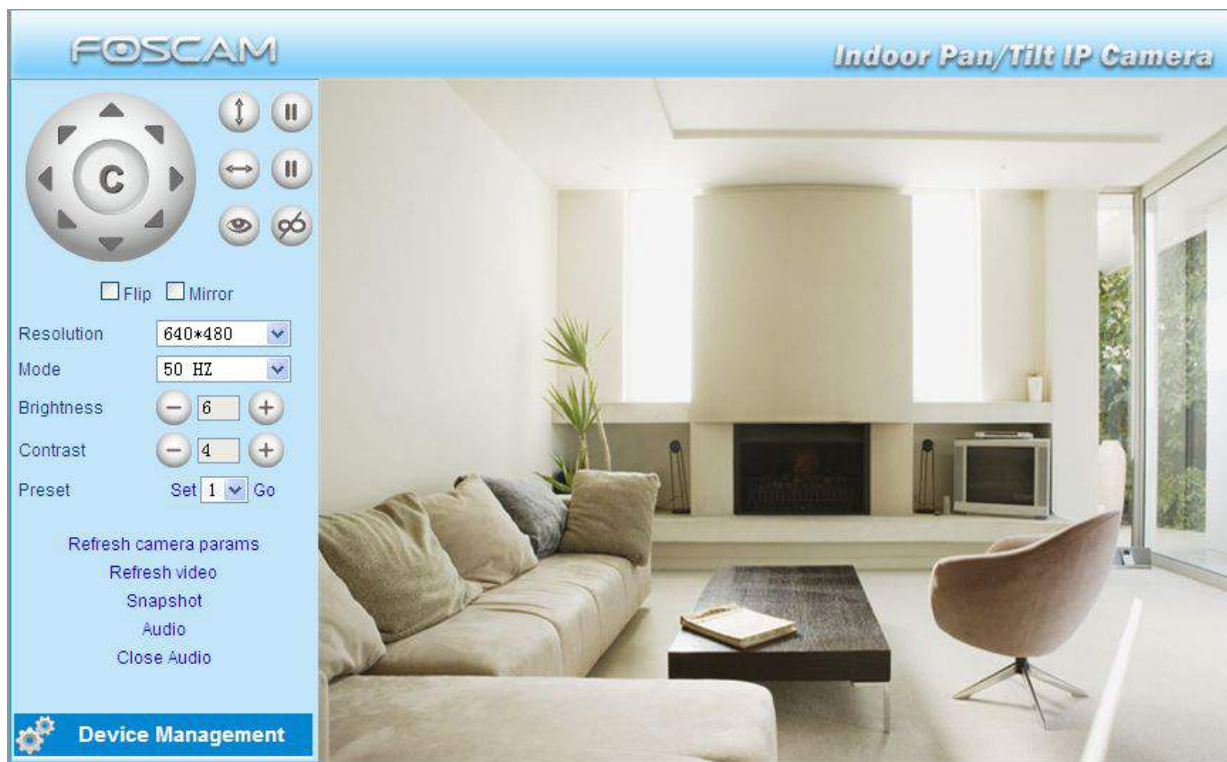 FOSCAM
Indoor Pan/Tilt IP Camera
C
Flip Mirror
Resolution 640*480
Mode 50 HZ
Brightness 6
Contrast 4
Preset Set 1 Go
Refresh camera params
Refresh video
Snapshot
Audio
Close Audio
Device Management